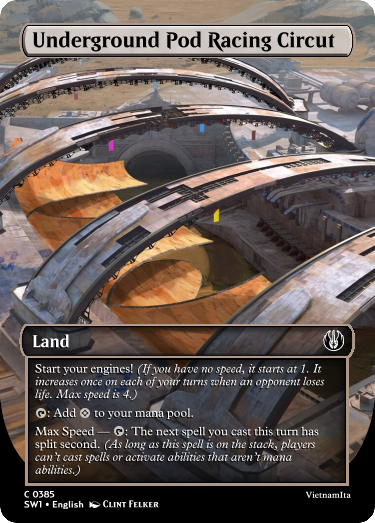 Underground Pod Racing Circut
Land
Start your engines! (If you have no speed, it starts at 1. It
increases once on each of your turns when an opponent loses
life. Max speed is 4.)
: Add to your mana pool.
Max Speed — : The next spell you cast this turn has
split second. (As long as this spell is on the stack, players
can't cast spells or activate abilities that aren't mana
abilities.)
C 0385
SW1 • English Clint Felker
VietnamIta